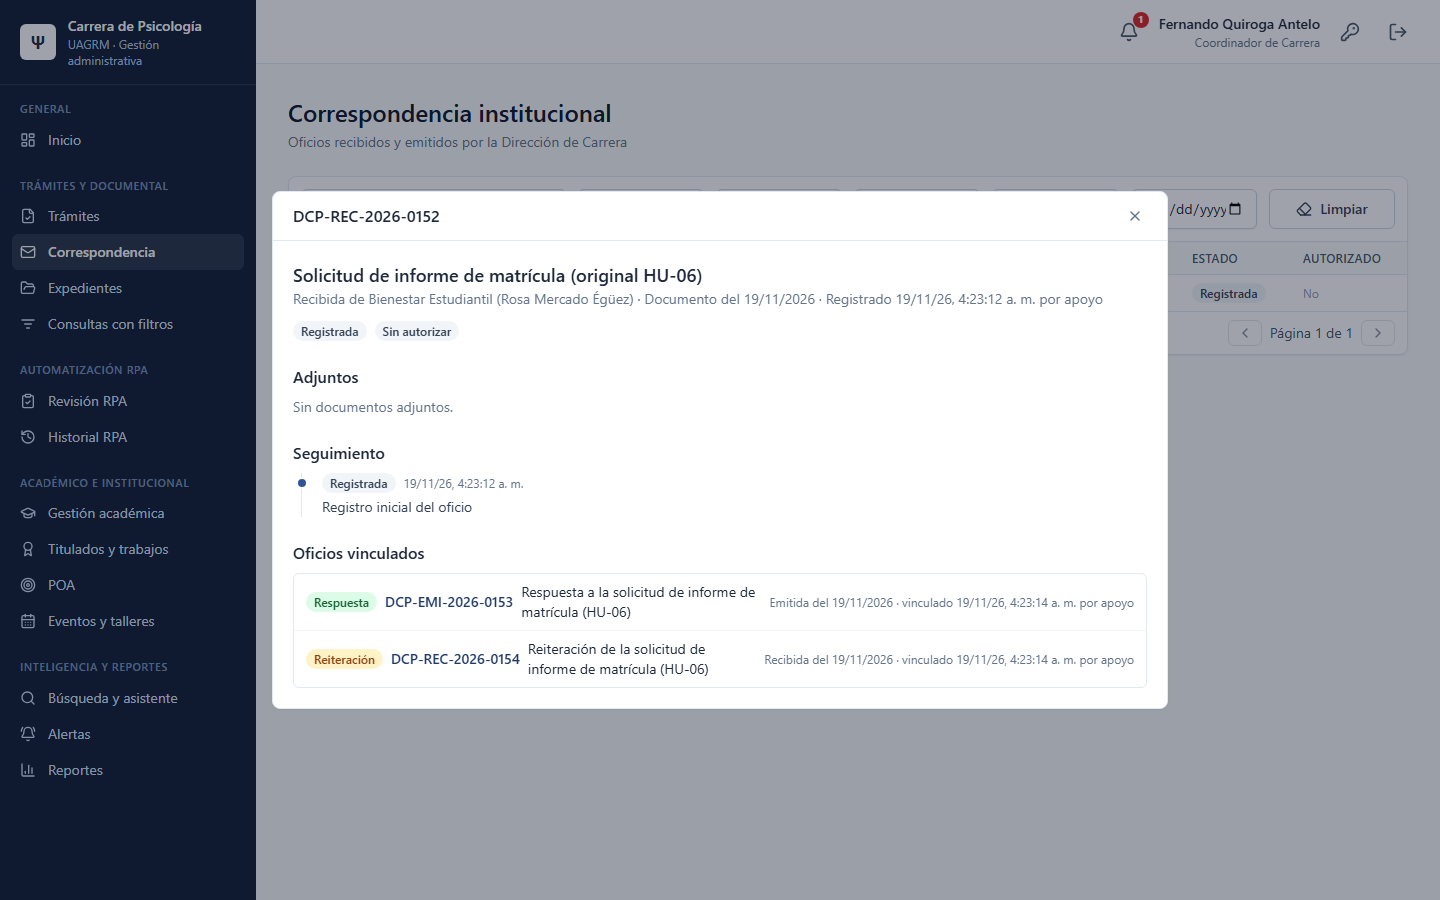 Ψ
Carrera de Psicología
UAGRM · Gestión
administrativa
GENERAL
Inicio
TRÁMITES Y DOCUMENTAL
Trámites
Correspondencia
Expedientes
Consultas con filtros
AUTOMATIZACIÓN RPA
Revisión RPA
Historial RPA
ACADÉMICO E INSTITUCIONAL
Gestión académica
Titulados y trabajos
POA
Eventos y talleres
INTELIGENCIA Y REPORTES
Búsqueda y asistente
Alertas
Reportes
1
Fernando Quiroga Antelo
Coordinador de Carrera
Correspondencia institucional
Oficios recibidos y emitidos por la Dirección de Carrera
/dd/yyyy
Limpiar
ESTADO AUTORIZADO
Registrada No
Página 1 de 1
DCP-REC-2026-0152
Solicitud de informe de matrícula (original HU-06)
Recibida de Bienestar Estudiantil (Rosa Mercado Égüez) · Documento del 19/11/2026 · Registrado 19/11/26, 4:23:12 a. m. por apoyo
Registrada Sin autorizar
Adjuntos
Sin documentos adjuntos.
Seguimiento
Registrada 19/11/26, 4:23:12 a. m.
Registro inicial del oficio
Oficios vinculados
Respuesta DCP-EMI-2026-0153 Respuesta a la solicitud de informe de
matrícula (HU-06)
Emitida del 19/11/2026 · vinculado 19/11/26, 4:23:14 a. m. por apoyo
Reiteración DCP-REC-2026-0154 Reiteración de la solicitud de
informe de matrícula (HU-06)
Recibida del 19/11/2026 · vinculado 19/11/26, 4:23:14 a. m. por apoyo